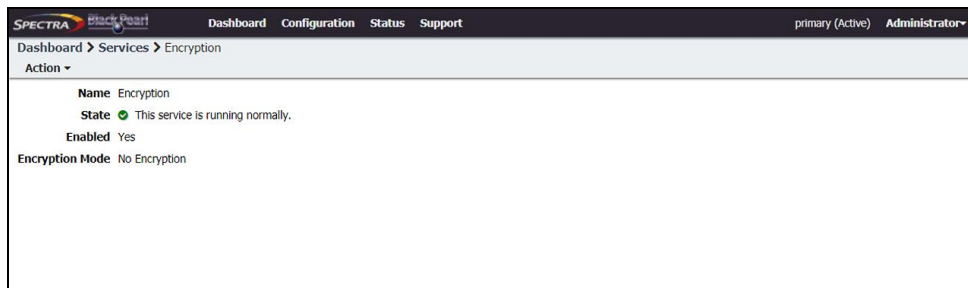 SPECTRA BlackPearl Dashboard Configuration Status Support primary (Active) Administrator
Dashboard > Services > Encryption
Action
Name Encryption
State This service is running normally.
Enabled Yes
Encryption Mode No Encryption